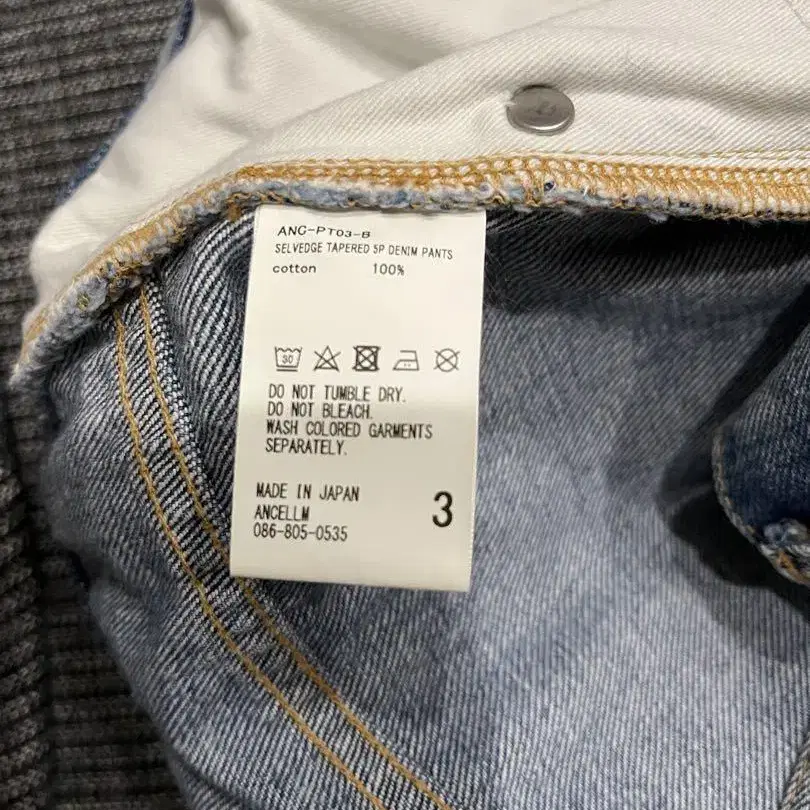 ANC-PT03-B
SELVEDGE TAPERED 5P DENIM PANTS
cotton 100%
30
DO NOT TUMBLE DRY.
DO NOT BLEACH.
WASH COLORED GARMENTS
SEPARATELY.
MADE IN JAPAN
ANCELLM
086-805-0535
3